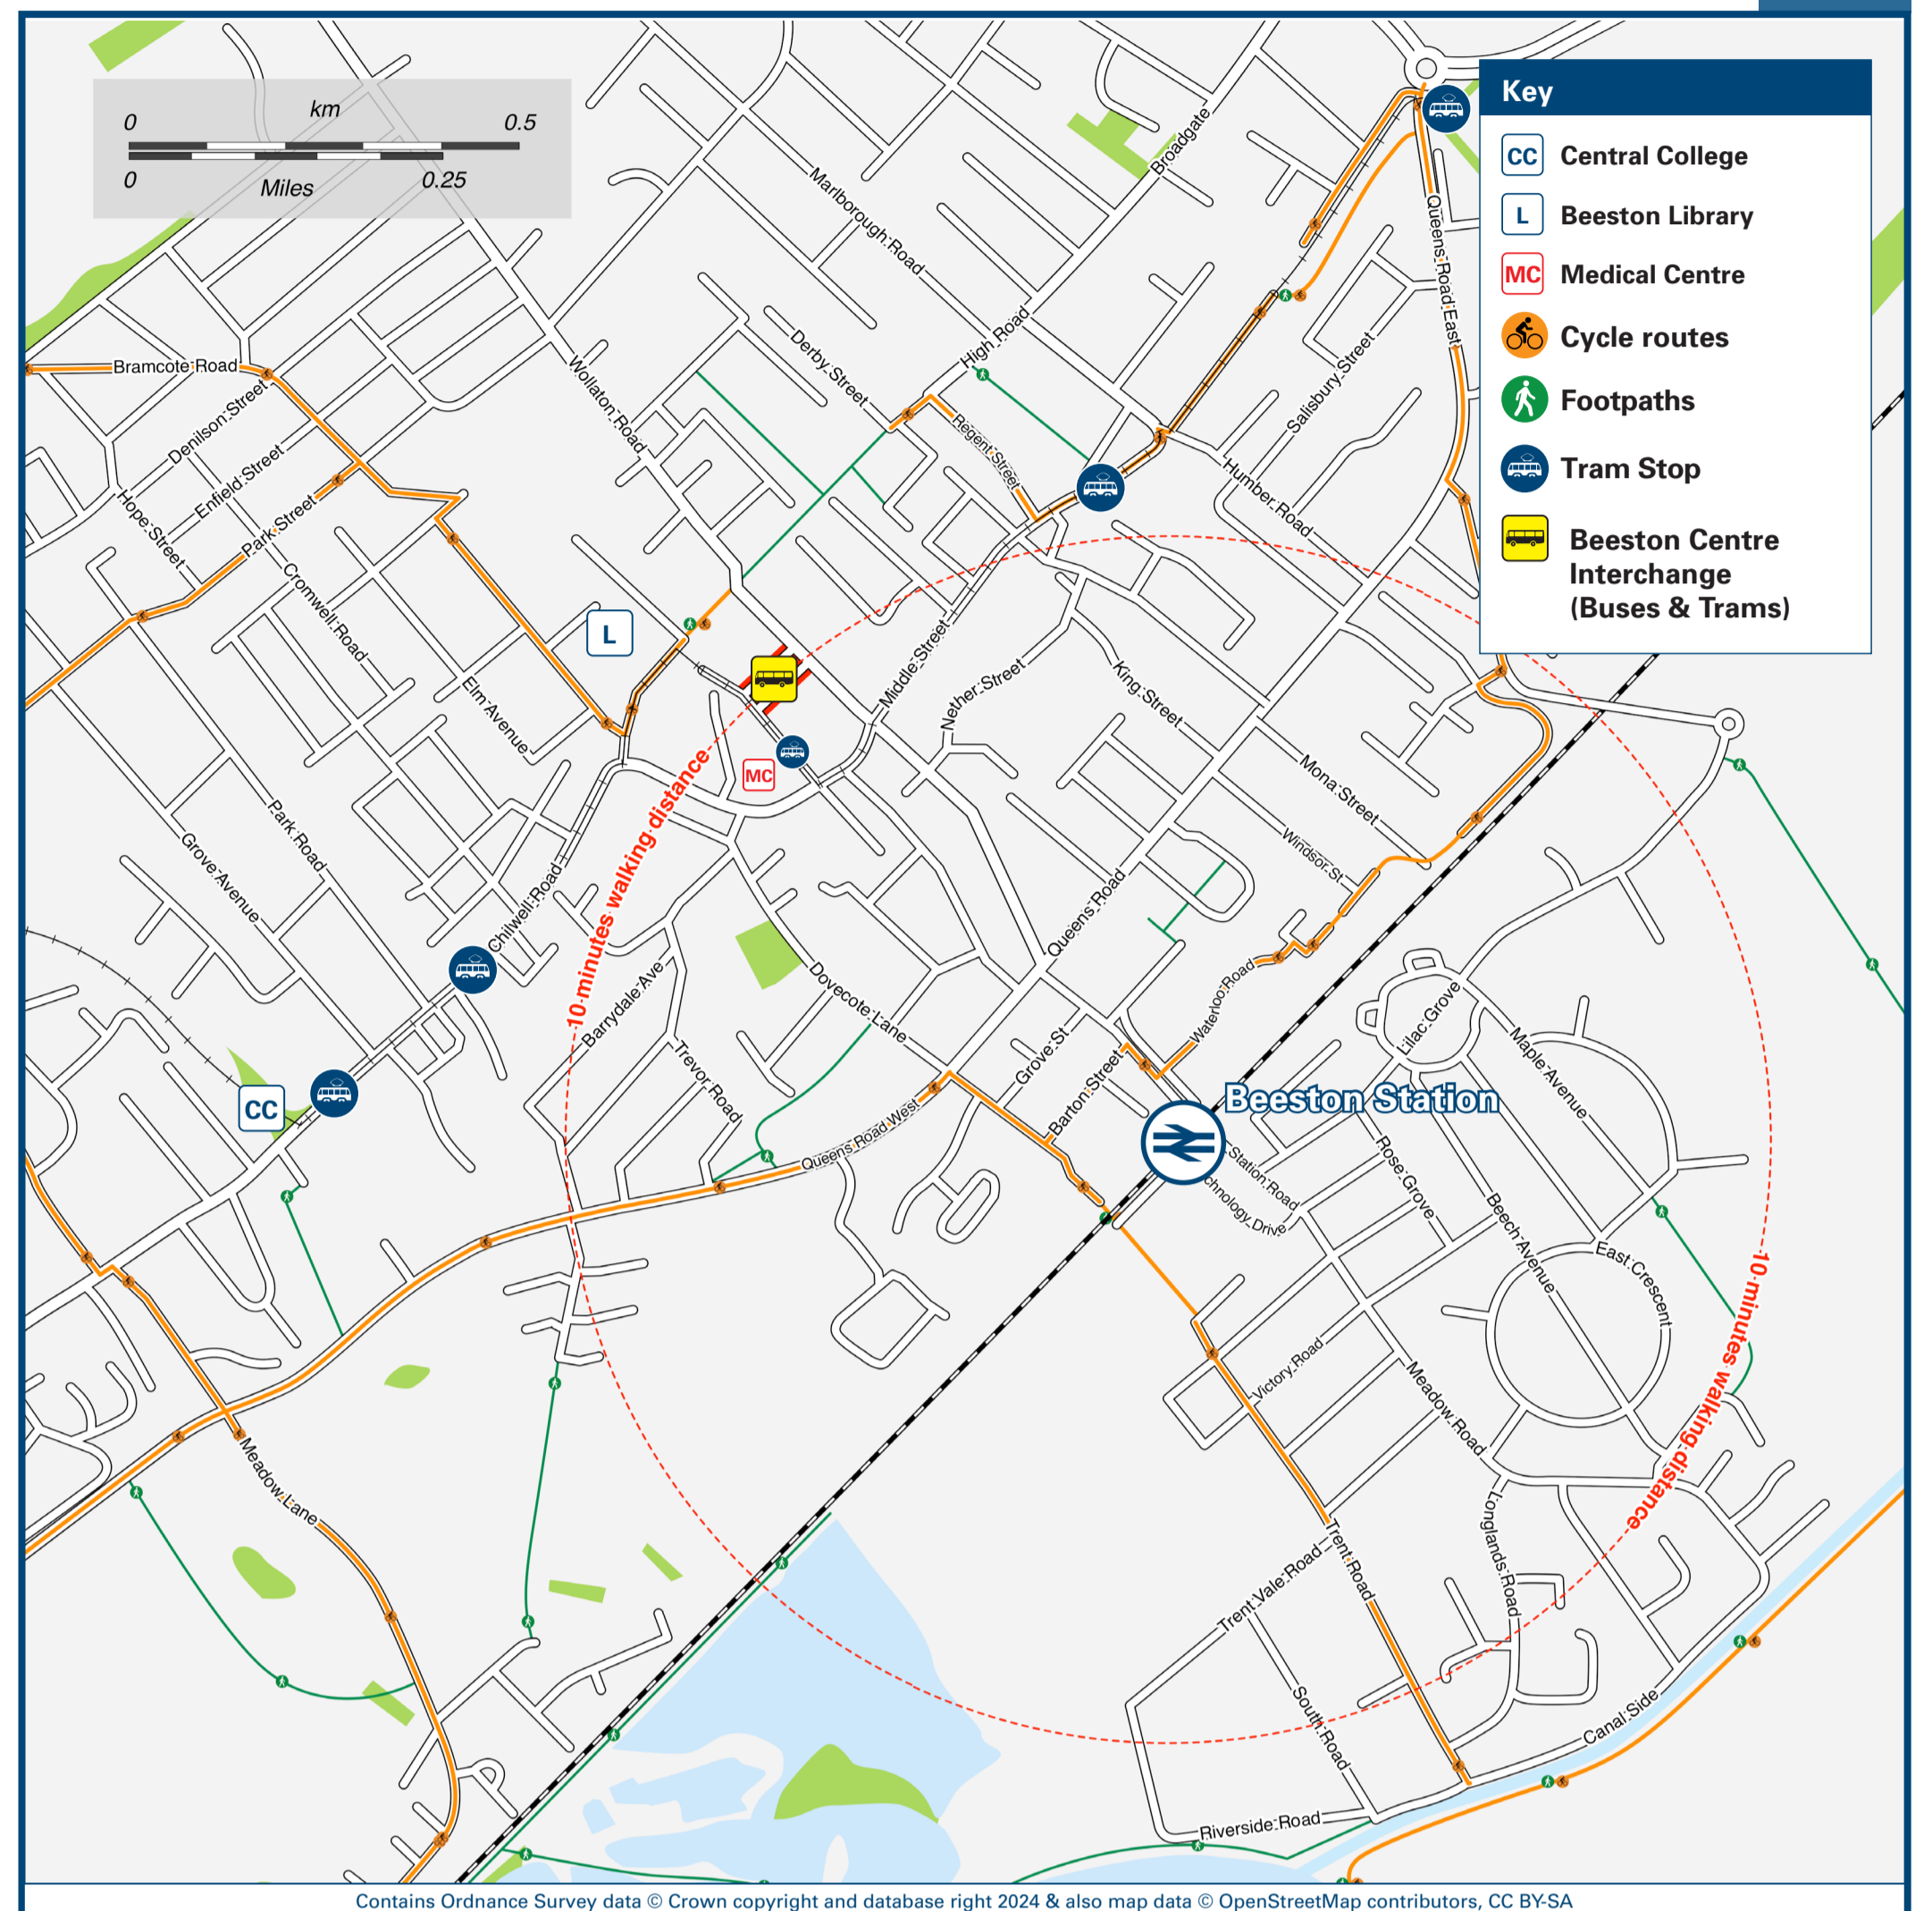 km
0
0.5
0
0.25
Miles
Key
CC Central College
L Beeston Library
MC Medical Centre
Cycle routes
Footpaths
Tram Stop
Beeston Centre
Interchange
(Buses & Trams)
Broadgate
Marlborough Road
Queens Road East
High Road
Derby Street
Bramcote Road
Wollaton Road
Salisbury Street
Denilson Street
Regent Street
Enfield Street
Humber Road
Hope Street
Park Street
Cromwell Road
L
Middle Street
Nether Street
King Street
Elm Avenue
MC
10 minutes walking distance
Mona Street
Park Road
Windsor St
Grove Avenue
Chilwell Road
Queens Road
Barrydale Ave
Dovecote Lane
Waterloo Road
Lilac Grove
Maple Avenue
Grove St
Trevor Road
Barton Street
CC
Beeston Station
Queens Road West
Station Road
Rose Grove
chnology Drive
Beech Avenue
East Crescent
10 minutes walking distance
Victory Road
Meadow Road
Meadow Lane
Longlands Road
Trent Road
Trent Vale Road
South Road
Canal Side
Riverside Road
Contains Ordnance Survey data © Crown copyright and database right 2024 & also map data © OpenStreetMap contributors, CC BY-SA